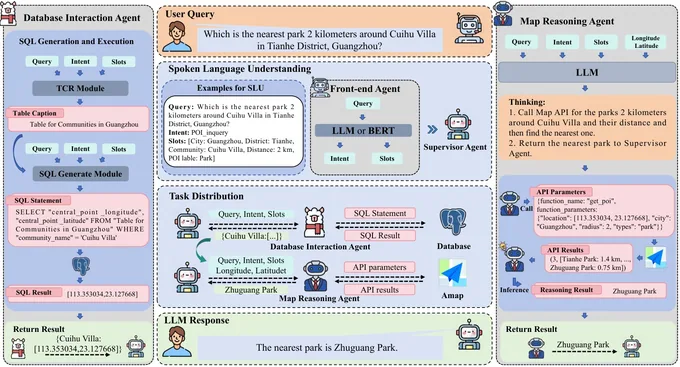 Database Interaction Agent
SQL Generation and Execution
Query
Intent
Slots
TCR Module
Table Caption
Table for Communities in Guangzhou
Query
Intent
Slots
SQL Generate Module
SQL Statement
SELECT "central_point _longitude",
"central_point_ latitude" FROM "Table for
Communities in Guangzhou" WHERE
"community_name" = 'Cuihu Villa'
SQL Result
[113.353034,23.127668]
Return Result
{Cuihu Villa:
[113.353034,23.127668]}
User Query
Which is the nearest park 2 kilometers around Cuihu Villa
in Tianhe District, Guangzhou?
Spoken Language Understanding
Examples for SLU
Query: Which is the nearest park 2
kilometers around Cuihu Villa in Tianhe
District, Guangzhou?
Intent: POI_inquery
Slots: [City: Guangzhou, District: Tianhe,
Community: Cuihu Villa, Distance: 2 km,
POI lable: Park]
Front-end Agent
Query
LLM or BERT
Intent
Slots
Supervisor Agent
Task Distribution
Query, Intent, Slots
{Cuihu Villa:[...]}
SQL Statement
SQL Result
Database Interaction Agent
Database
Query, Intent, Slots
Longitude, Latitudet
Zhuguang Park
API parameters
API results
Map Reasoning Agent
Amap
LLM Response
The nearest park is Zhuguang Park.
Map Reasoning Agent
Query
Intent
Slots
Longitude
Latitude
LLM
Thinking:
1. Call Map API for the parks 2 kilometers
around Cuihu Villa and their distance and
then find the nearest one.
2. Return the nearest park to Supervisor
Agent.
API Parameters
Call
{function_name: "get_poi",
function_parameters:
{"location": [113.353034, 23.127668], "city":
"Guangzhou", "radius": 2, "types": "park"}}
API Results
(3, [Tianhe Park: 1.4 km, ...,
Zhuguang Park: 0.75 km])
Inference
Reasoning Result
Zhuguang Park
Return Result
Zhuguang Park